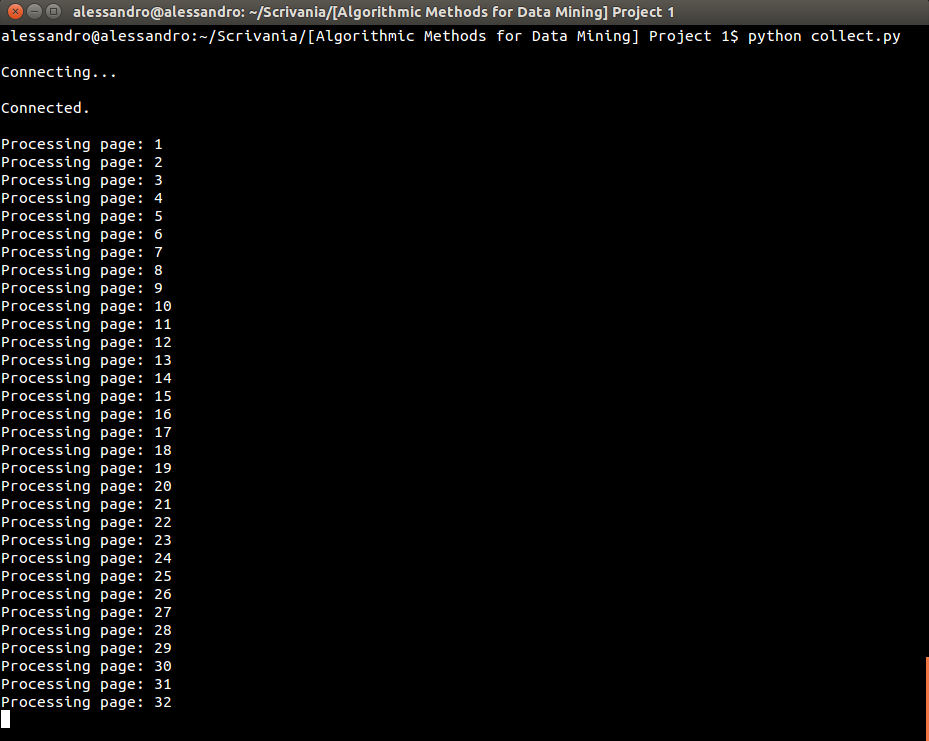 alessandro@alessandro: ~/Scrivania/[Algorithmic Methods for Data Mining] Project 1
alessandro@alessandro:~/Scrivania/[Algorithmic Methods for Data Mining] Project 1$ python collect.py
Connecting...
Connected.
Processing page: 1
Processing page: 2
Processing page: 3
Processing page: 4
Processing page: 5
Processing page: 6
Processing page: 7
Processing page: 8
Processing page: 9
Processing page: 10
Processing page: 11
Processing page: 12
Processing page: 13
Processing page: 14
Processing page: 15
Processing page: 16
Processing page: 17
Processing page: 18
Processing page: 19
Processing page: 20
Processing page: 21
Processing page: 22
Processing page: 23
Processing page: 24
Processing page: 25
Processing page: 26
Processing page: 27
Processing page: 28
Processing page: 29
Processing page: 30
Processing page: 31
Processing page: 32